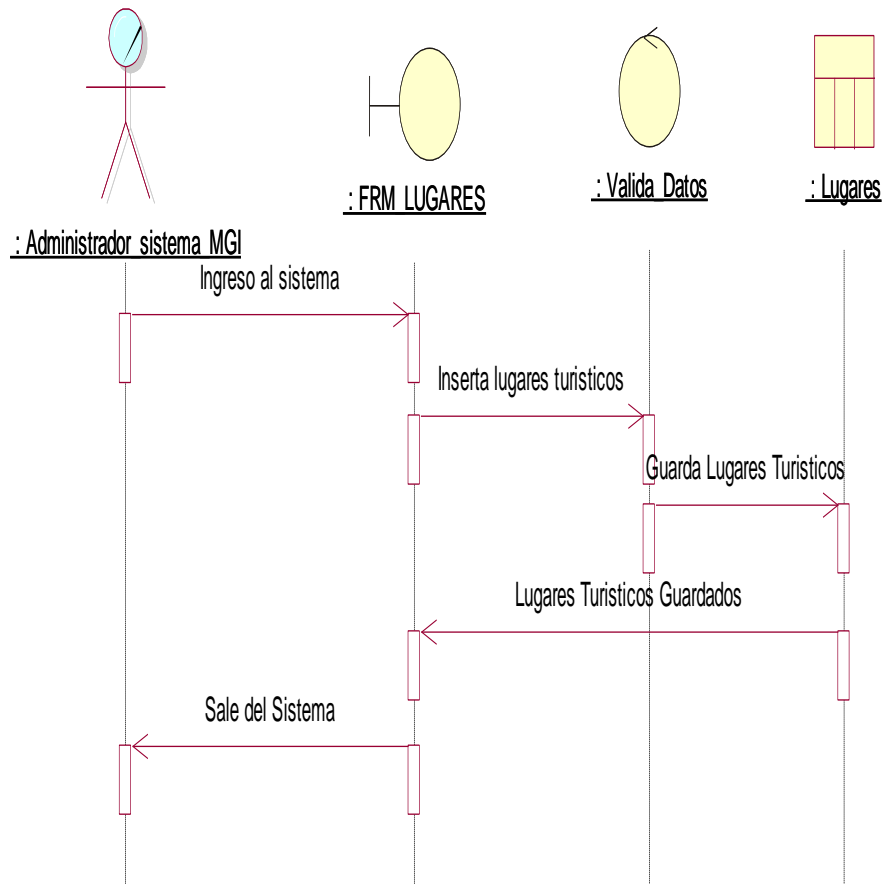 : FRM_LUGARES
: Valida_Datos
: Lugares
: Administrador_sistema_MGI
Ingreso al sistema
Inserta lugares turisticos
Guarda Lugares Turisticos
Lugares Turisticos Guardados
Sale del Sistema